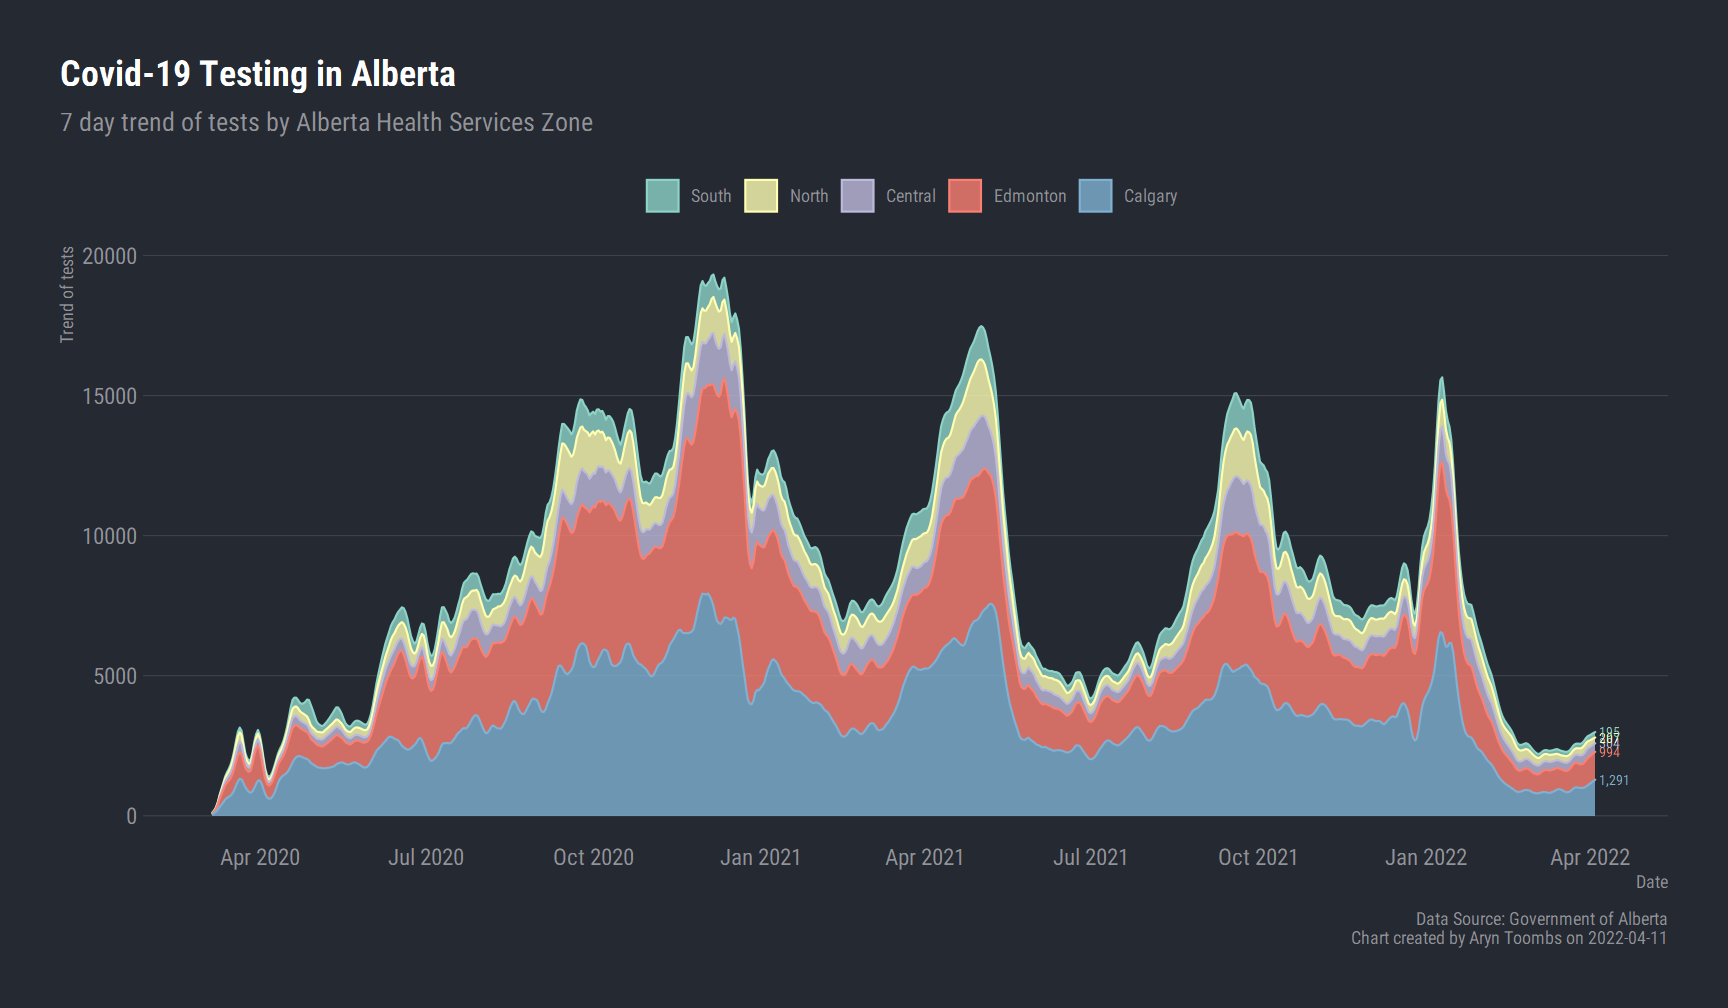 Covid-19 Testing in Alberta
7 day trend of tests by Alberta Health Services Zone
South North Central Edmonton Calgary
Trend of tests
20000
15000
10000
5000
0
195
994
1,291
Apr 2020 Jul 2020 Oct 2020 Jan 2021 Apr 2021 Jul 2021 Oct 2021 Jan 2022 Apr 2022
Date
Data Source: Government of Alberta
Chart created by Aryn Toombs on 2022-04-11